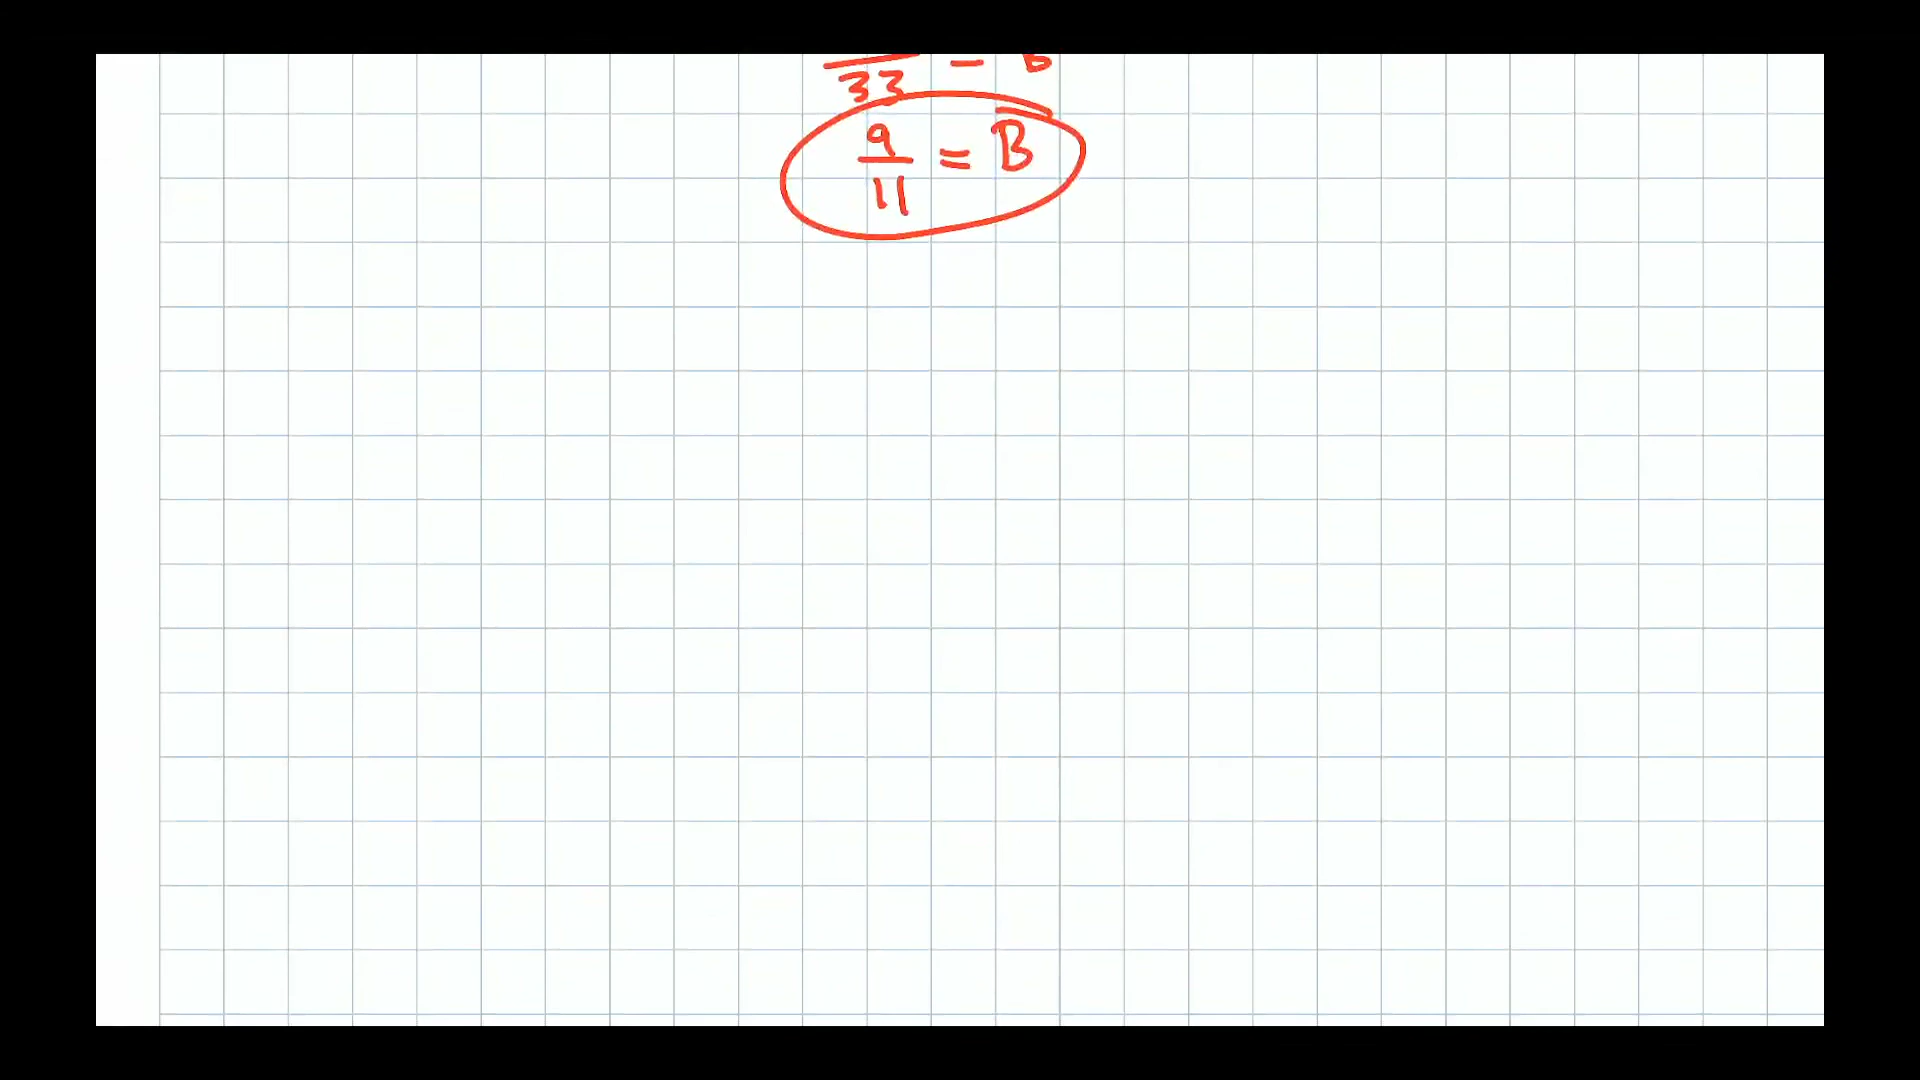 33 =
9/11 = B